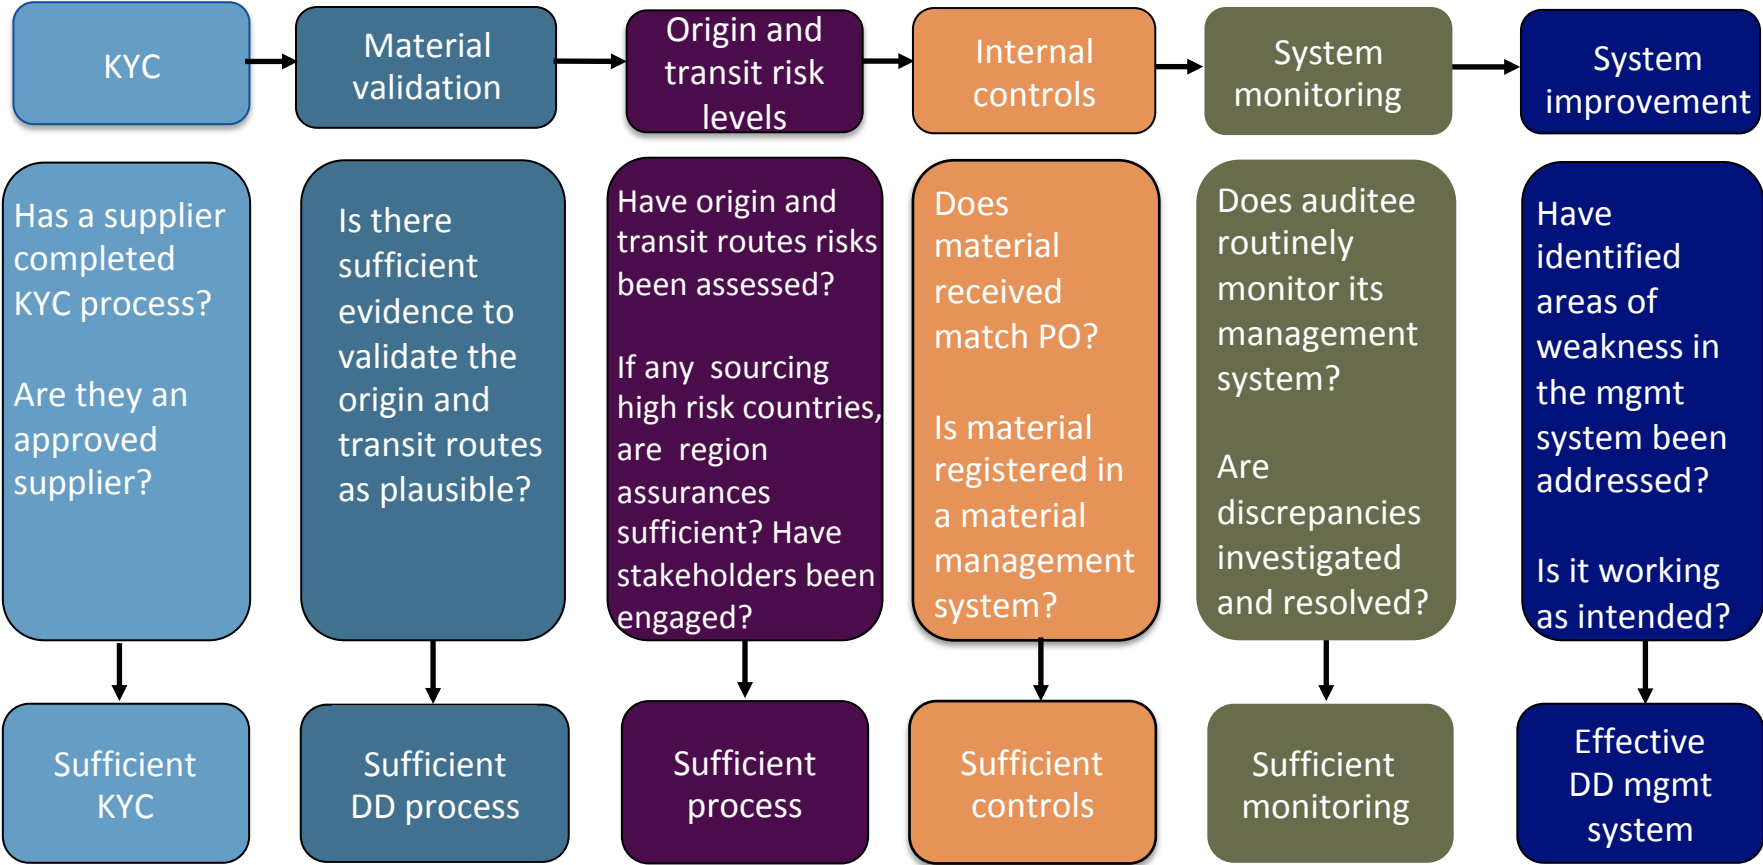 KYC
Material
validation
Origin and
transit risk
levels
Internal
controls
System
monitoring
System
improvement
Has a supplier
completed
KYC process?
Are they an
approved
supplier?
Is there
sufficient
evidence to
validate the
origin and
transit routes
as plausible?
Have origin and
transit routes risks
been assessed?
If any sourcing
high risk countries,
are region
assurances
sufficient? Have
stakeholders been
engaged?
Does
material
received
match PO?
Is material
registered in
a material
management
system?
Does auditee
routinely
monitor its
management
system?
Are
discrepancies
investigated
and resolved?
Have
identified
areas of
weakness in
the mgmt
system been
addressed?
Is it working
as intended?
Sufficient
KYC
Sufficient
DD process
Sufficient
process
Sufficient
controls
Sufficient
monitoring
Effective
DD mgmt
system